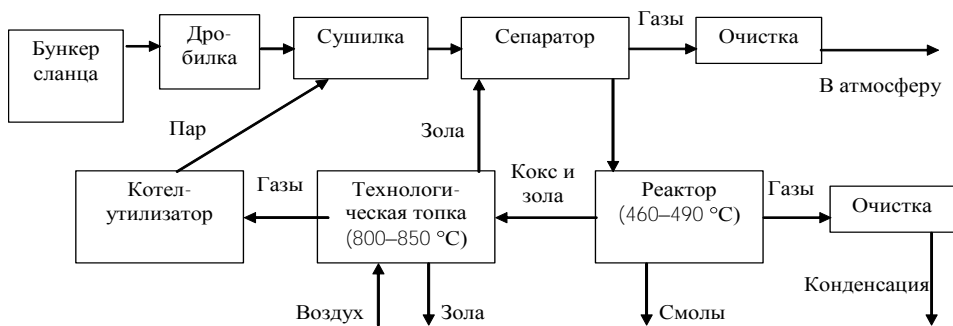 Бункер
сланца
Дро-
билка
Сушилка
Сепаратор
Газы
Очистка
В атмосферу
Пар
Зола
Котел-
утилизатор
Газы
Технологи-
ческая топка
(800–850 °С)
Кокс и
зола
Реактор
(460–490 °С)
Газы
Очистка
Воздух
Зола
Смолы
Конденсация